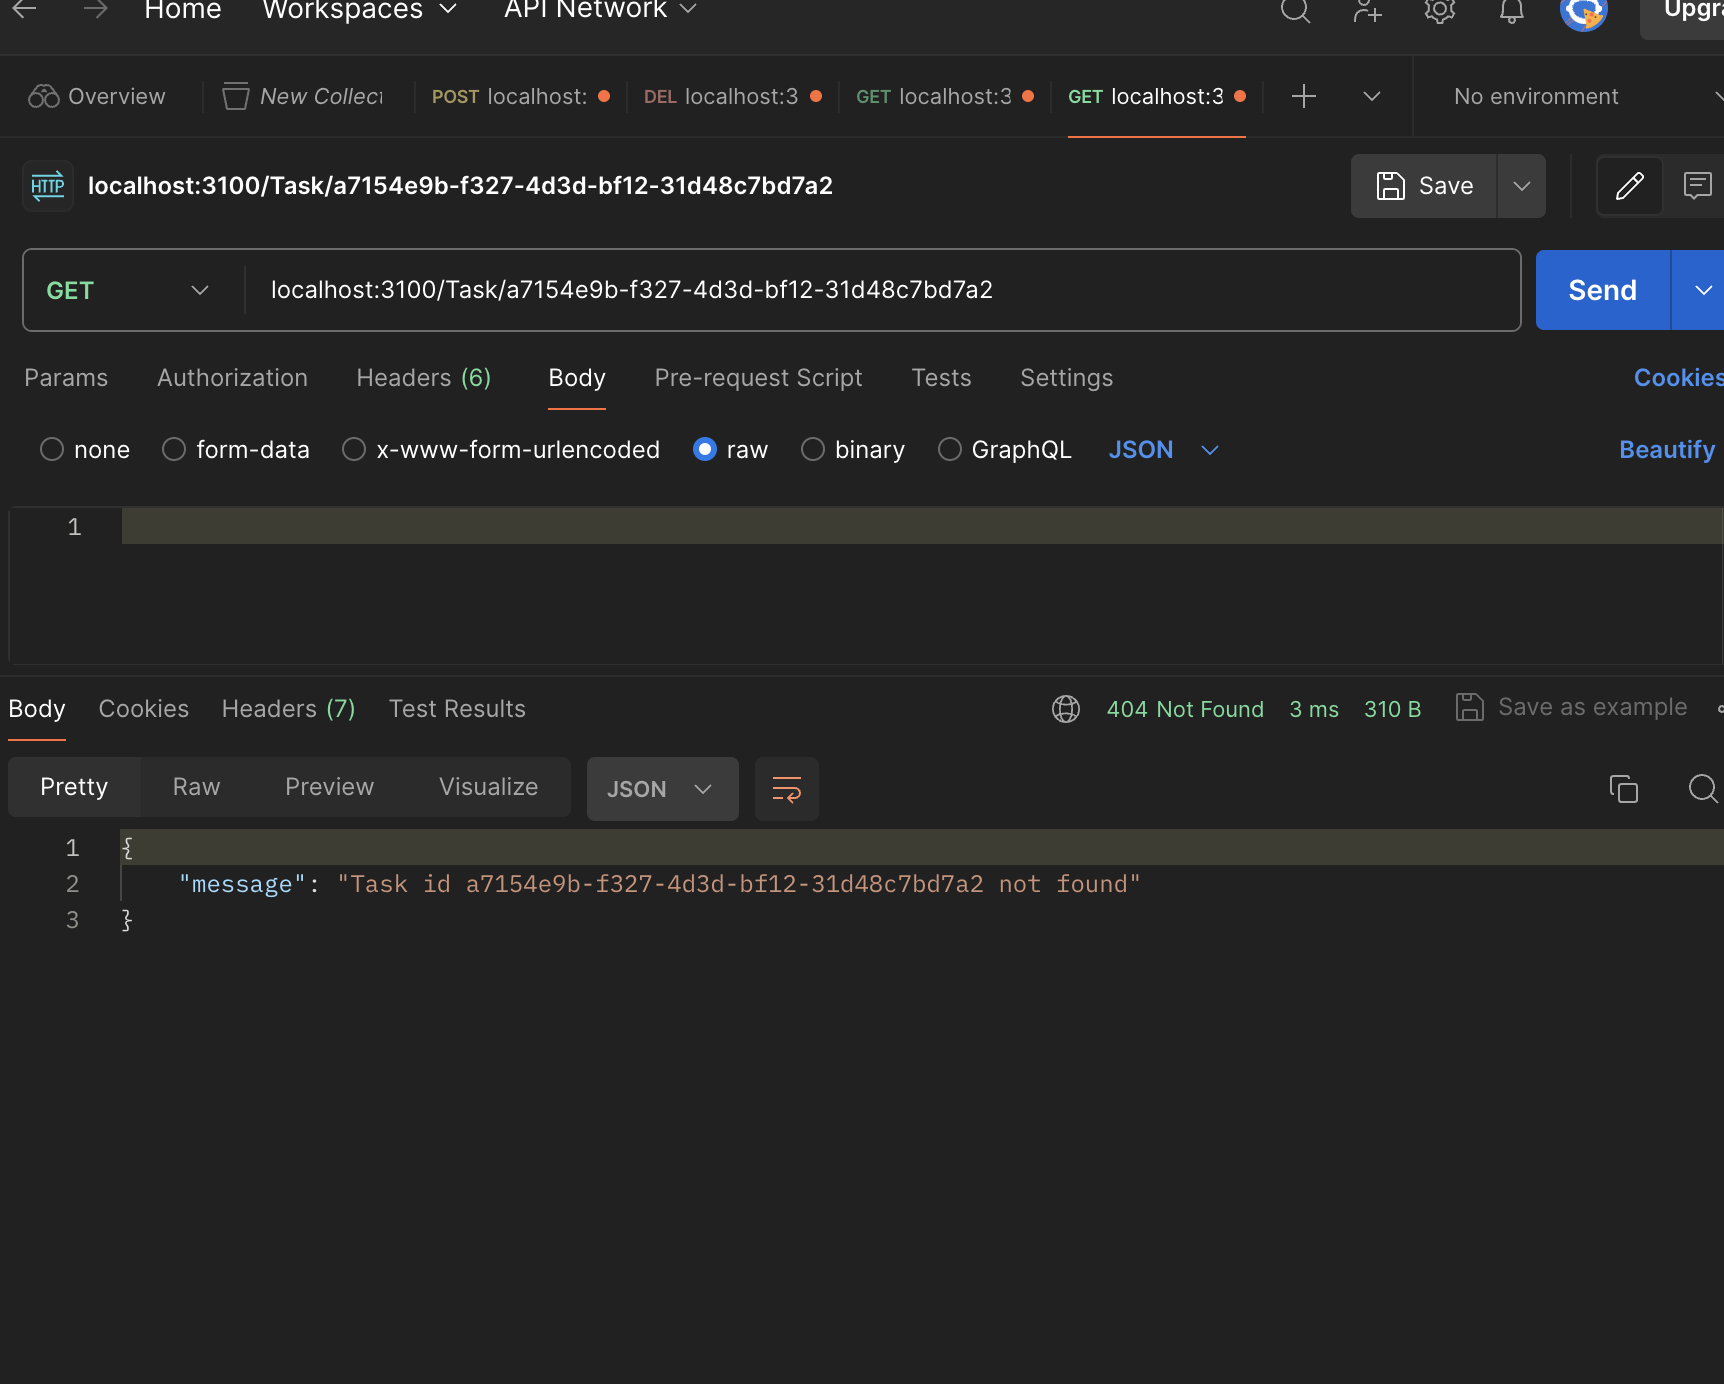 Home Workspaces API Network
Upgr
Overview New Collect POST localhost: DEL localhost:3 GET localhost:3 GET localhost:3 No environment
HTTP localhost:3100/Task/a7154e9b-f327-4d3d-bf12-31d48c7bd7a2 Save
GET localhost:3100/Task/a7154e9b-f327-4d3d-bf12-31d48c7bd7a2 Send
Params Authorization Headers (6) Body Pre-request Script Tests Settings Cookies
none form-data x-www-form-urlencoded raw binary GraphQL JSON Beautify
1
Body Cookies Headers (7) Test Results 404 Not Found 3 ms 310 B Save as example
Pretty Raw Preview Visualize JSON
1 {
2 "message": "Task id a7154e9b-f327-4d3d-bf12-31d48c7bd7a2 not found"
3 }